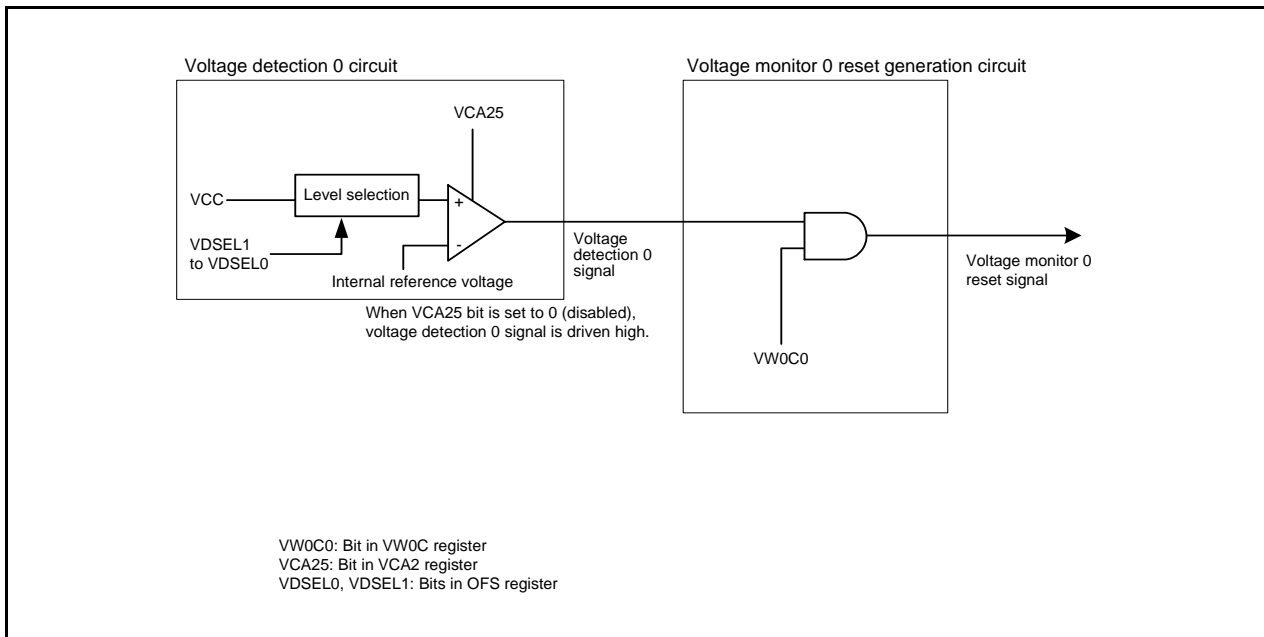 Voltage detection 0 circuit
Voltage monitor 0 reset generation circuit
VCA25
VCC
Level selection
+
-
VDSEL1
to VDSEL0
Internal reference voltage
Voltage
detection 0
signal
Voltage monitor 0
reset signal
When VCA25 bit is set to 0 (disabled),
voltage detection 0 signal is driven high.
VW0C0
VW0C0: Bit in VW0C register
VCA25: Bit in VCA2 register
VDSEL0, VDSEL1: Bits in OFS register